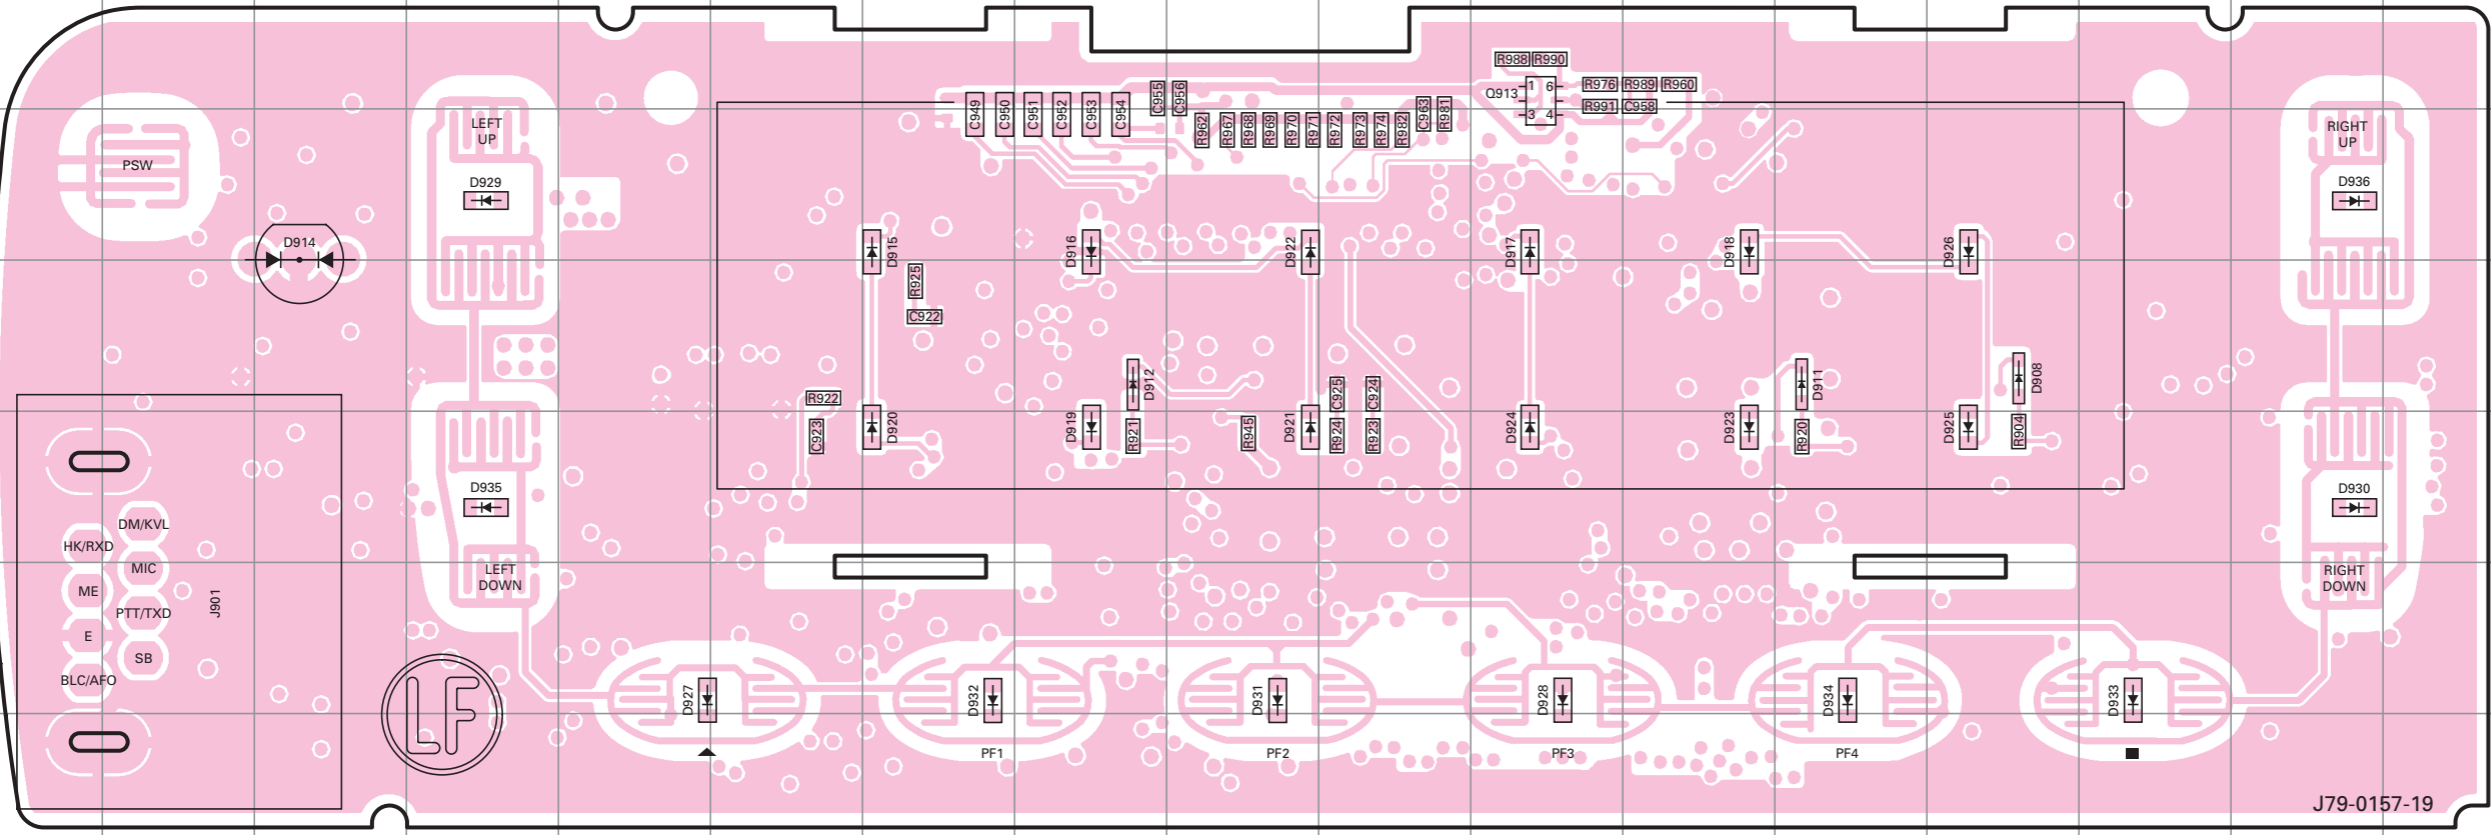 R988 R990
C955 C956
R976 R989 R960
1 6
Q913
R991 C958
3 4
C949 C950 C951 C952 C953 C954
C963 R981
R962 R967 R968 R969 R970 R971 R972 R973 R974 R982
LEFT
UP
RIGHT
UP
PSW
D929
D936
D914
D915
D916
D922
D917
D918
D926
R925
C922
D912
D911
D908
R922
C925
C924
C923
D920
D919
R921
R945
D921
R924
R923
D924
D923
R920
D925
R904
D935
D930
DM/KVL
HK/RXD
MIC
ME
J901
PTT/TXD
E
SB
BLC/AFO
LEFT
DOWN
RIGHT
DOWN
LF
D927
D932
D931
D928
D934
D933
PF1
PF2
PF3
PF4
J79-0157-19